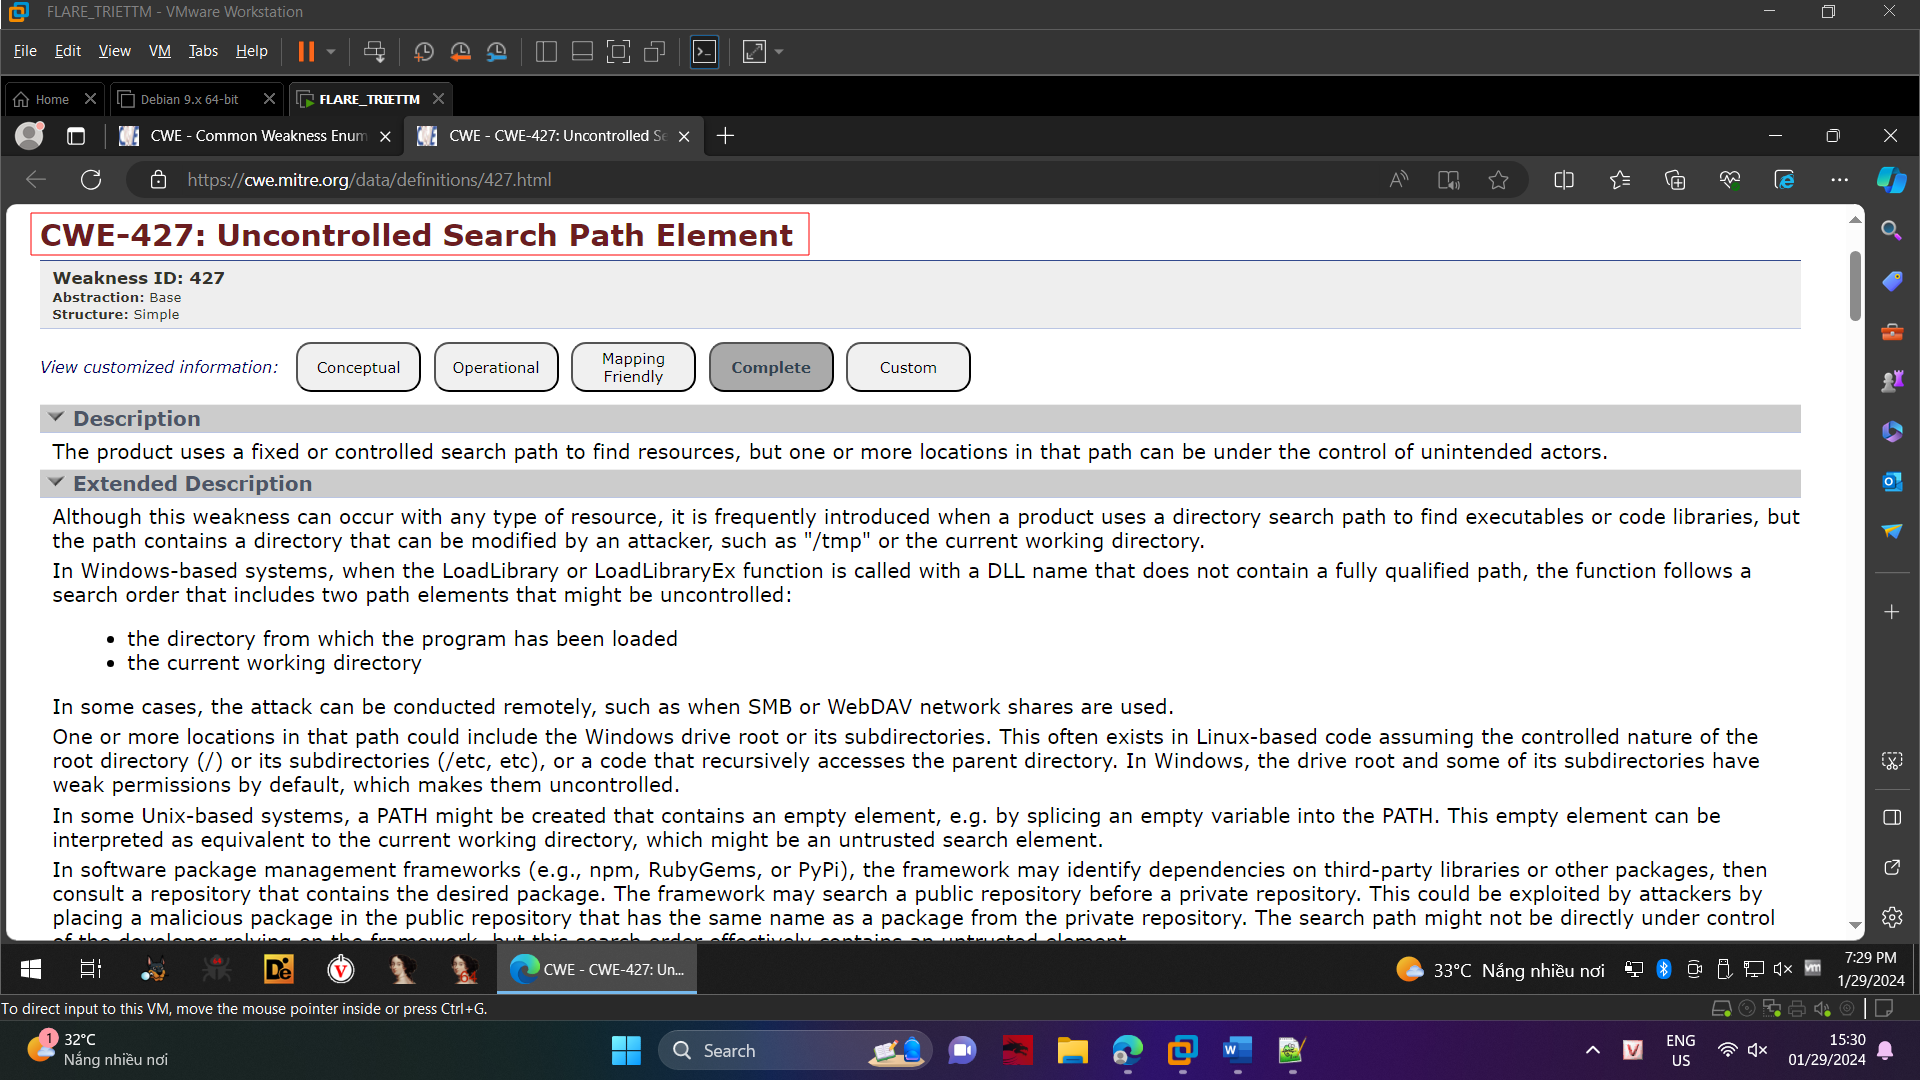 FLARE_TRIETTM - VMware Workstation
File Edit View VM Tabs Help
Home
Debian 9.x 64-bit
FLARE_TRIETTM
CWE - Common Weakness Enum
CWE - CWE-427: Uncontrolled Se
https://cwe.mitre.org/data/definitions/427.html
CWE-427: Uncontrolled Search Path Element
Weakness ID: 427
Abstraction: Base
Structure: Simple
View customized information:
Conceptual
Operational
Mapping
Friendly
Complete
Custom
Description
The product uses a fixed or controlled search path to find resources, but one or more locations in that path can be under the control of unintended actors.
Extended Description
Although this weakness can occur with any type of resource, it is frequently introduced when a product uses a directory search path to find executables or code libraries, but
the path contains a directory that can be modified by an attacker, such as "/tmp" or the current working directory.
In Windows-based systems, when the LoadLibrary or LoadLibraryEx function is called with a DLL name that does not contain a fully qualified path, the function follows a
search order that includes two path elements that might be uncontrolled:
• the directory from which the program has been loaded
• the current working directory
In some cases, the attack can be conducted remotely, such as when SMB or WebDAV network shares are used.
One or more locations in that path could include the Windows drive root or its subdirectories. This often exists in Linux-based code assuming the controlled nature of the
root directory (/) or its subdirectories (/etc, etc), or a code that recursively accesses the parent directory. In Windows, the drive root and some of its subdirectories have
weak permissions by default, which makes them uncontrolled.
In some Unix-based systems, a PATH might be created that contains an empty element, e.g. by splicing an empty variable into the PATH. This empty element can be
interpreted as equivalent to the current working directory, which might be an untrusted search element.
In software package management frameworks (e.g., npm, RubyGems, or PyPi), the framework may identify dependencies on third-party libraries or other packages, then
consult a repository that contains the desired package. The framework may search a public repository before a private repository. This could be exploited by attackers by
placing a malicious package in the public repository that has the same name as a package from the private repository. The search path might not be directly under control
of the developer relying on the framework, but this search order effectively contains an untrusted element.
De
V
64
CWE - CWE-427: Un...
33°C Nắng nhiều nơi
vm
7:29 PM
1/29/2024
To direct input to this VM, move the mouse pointer inside or press Ctrl+G.
1
32°C
Nắng nhiều nơi
Search
W
V
ENG
US
15:30
01/29/2024